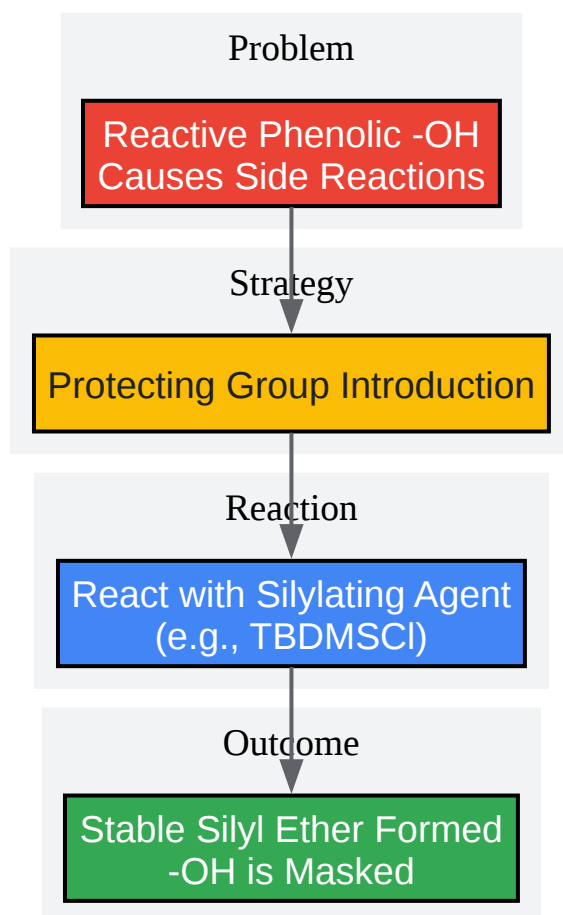 Problem
Reactive Phenolic -OH
Causes Side Reactions
Strategy
Protecting Group Introduction
Reaction
React with Silylating Agent
(e.g., TBDMSCl)
Outcome
Stable Silyl Ether Formed
-OH is Masked